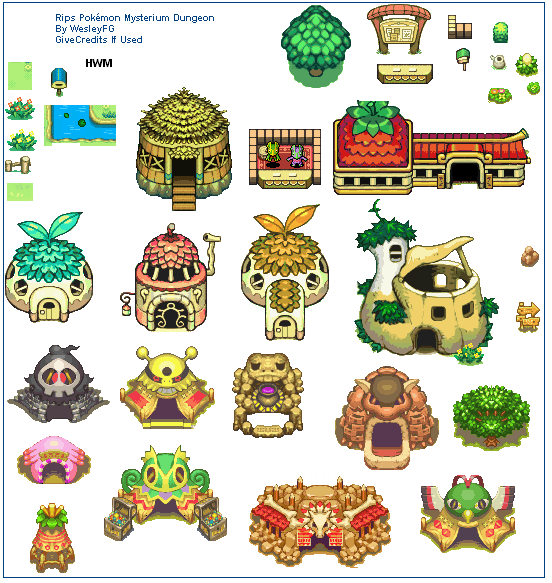 Rips Pokémon Mysterium Dungeon
By WesleyFG
GiveCredits If Used
HWM